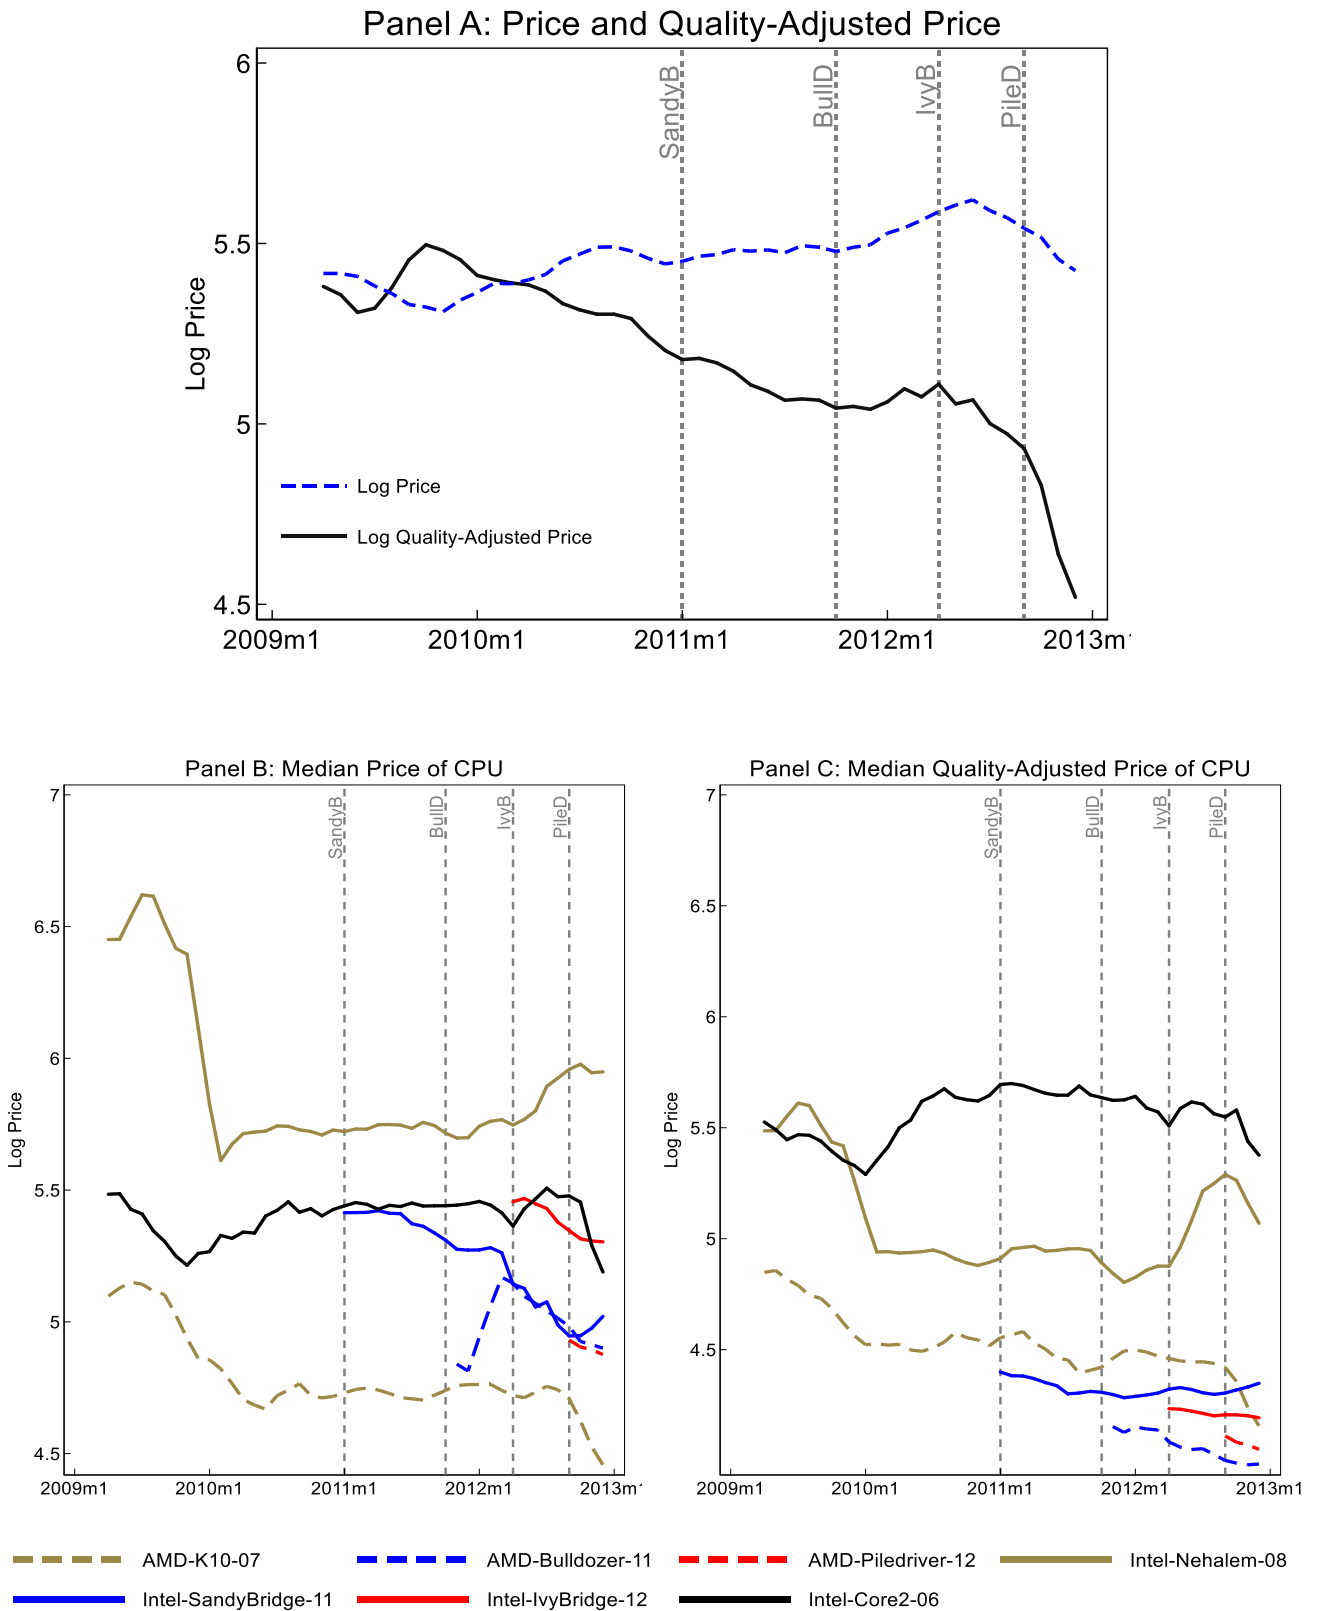 Panel A: Price and Quality-Adjusted Price
Log Price
6
5.5
5
4.5
SandyB
BullD
IvyB
PileD
Log Price
Log Quality-Adjusted Price
2009m1
2010m1
2011m1
2012m1
2013m1
Panel B: Median Price of CPU
Log Price
7
6.5
6
5.5
5
4.5
SandyB
BullD
IvyB
PileD
2009m1
2010m1
2011m1
2012m1
2013m1
Panel C: Median Quality-Adjusted Price of CPU
Log Price
7
6.5
6
5.5
5
4.5
SandyB
BullD
IvyB
PileD
2009m1
2010m1
2011m1
2012m1
2013m1
AMD-K10-07
AMD-Bulldozer-11
AMD-Piledriver-12
Intel-Nehalem-08
Intel-SandyBridge-11
Intel-IvyBridge-12
Intel-Core2-06